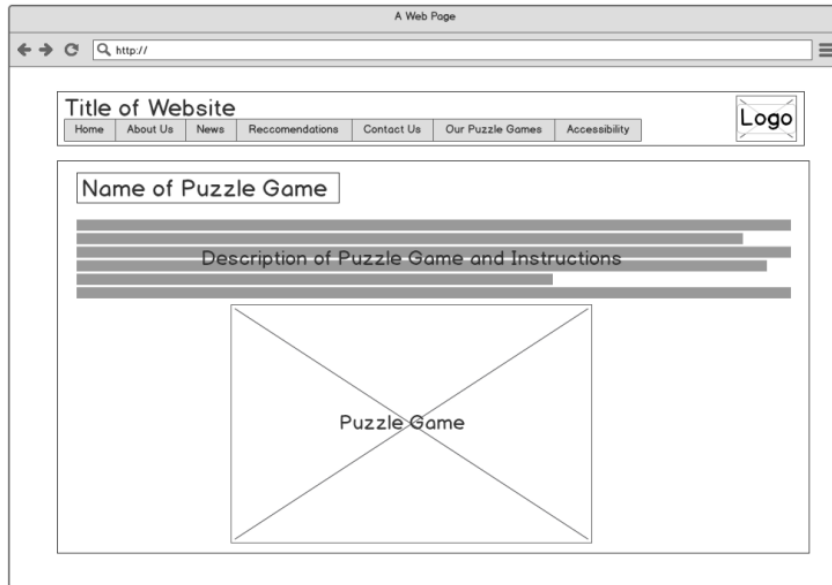 A Web Page
http://
Title of Website
Logo
Home About Us News Reccomendations Contact Us Our Puzzle Games Accessibility
Name of Puzzle Game
Description of Puzzle Game and Instructions
Puzzle Game